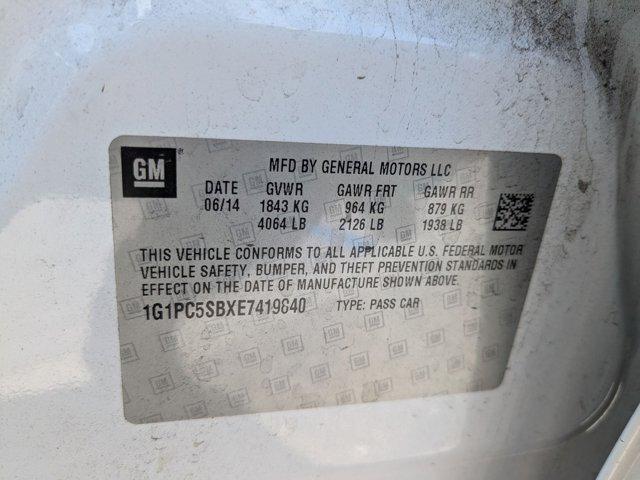 GM
MFD BY GENERAL MOTORS LLC
DATE GVWR GAWR FRT GAWR RR
06/14 1843 KG 964 KG 879 KG
4064 LB 2126 LB 1938 LB
THIS VEHICLE CONFORMS TO ALL APPLICABLE U.S. FEDERAL MOTOR
VEHICLE SAFETY, BUMPER, AND THEFT PREVENTION STANDARDS IN
EFFECT ON THE DATE OF MANUFACTURE SHOWN ABOVE.
1G1PC5SBXE7419840 TYPE: PASS CAR